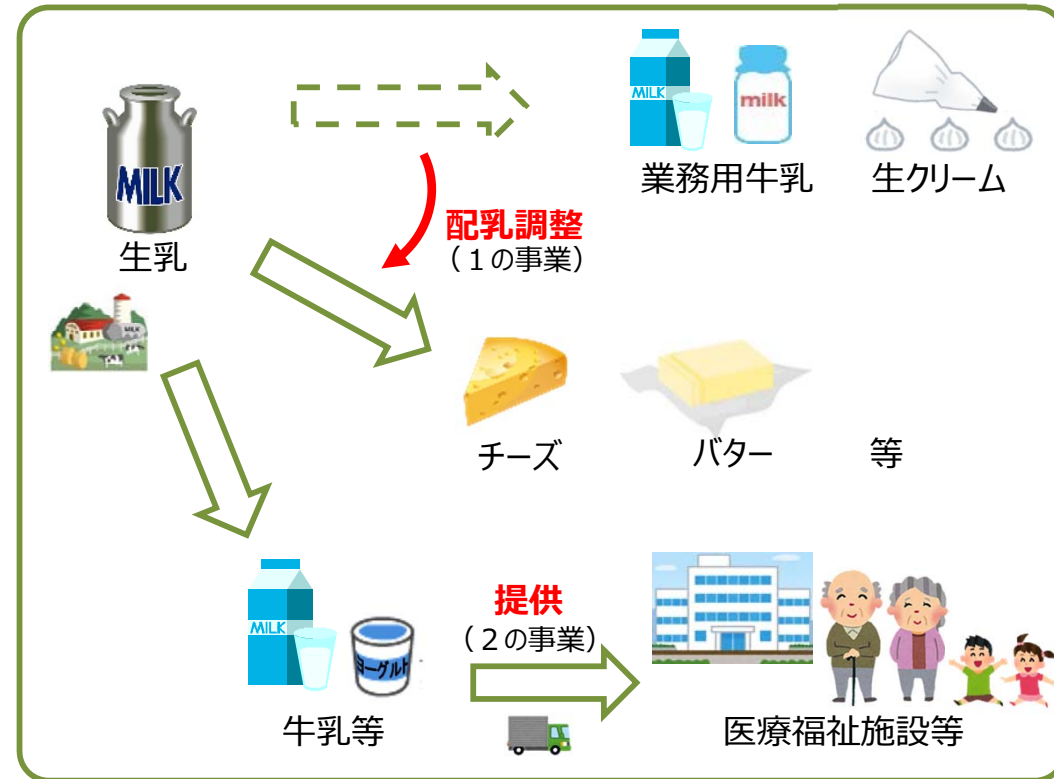 MILK
生乳
MILK
milk
業務用牛乳
生クリーム
配乳調整
（１の事業）
MILK
チーズ
バター
等
MILK
ヨーグルト
牛乳等
提供
（２の事業）
医療福祉施設等